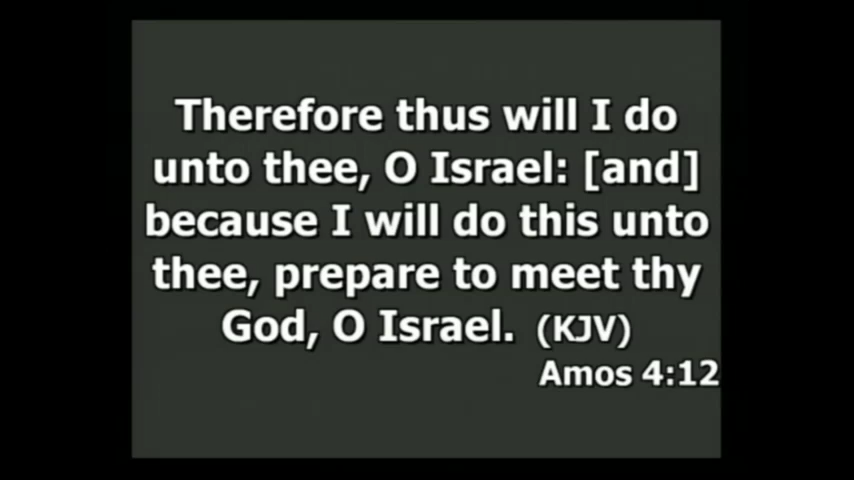 Therefore thus will I do
unto thee, O Israel: [and]
because I will do this unto
thee, prepare to meet thy
God, O Israel. (KJV)
Amos 4:12